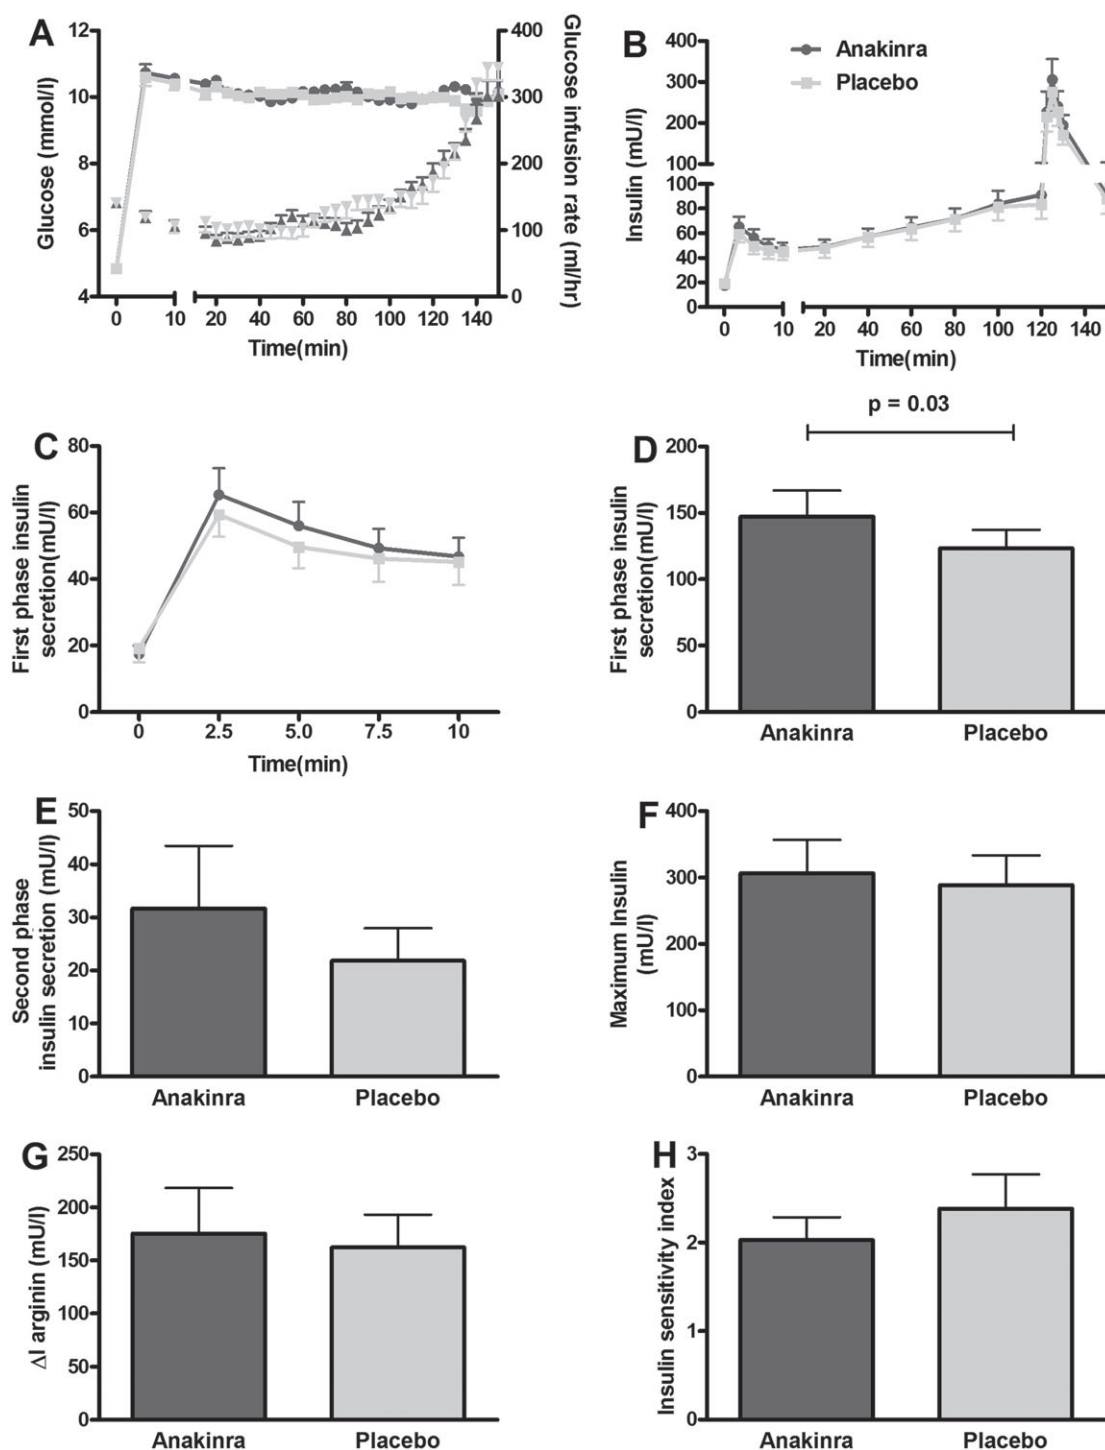 A
12
10
8
6
4
Glucose (mmol/l)
400
300
200
100
0
Glucose infusion rate (ml/hr)
0 10 20 40 60 80 100 120 140
Time(min)
B
Anakinra
Placebo
400
300
200
100
100
80
60
40
20
0
Insulin (mU/l)
0 10 20 40 60 80 100 120 140
Time(min)
C
80
60
40
20
0
First phase insulin
secretion(mU/l)
0 2.5 5.0 7.5 10
Time(min)
p = 0.03
D
200
150
100
50
0
First phase insulin
secretion(mU/l)
Anakinra Placebo
E
50
40
30
20
10
0
Second phase
insulin secretion (mU/l)
Anakinra Placebo
F
400
300
200
100
0
Maximum Insulin
(mU/l)
Anakinra Placebo
G
250
200
150
100
50
0
ΔI arginin (mU/l)
Anakinra Placebo
H
3
2
1
0
Insulin sensitivity index
Anakinra Placebo